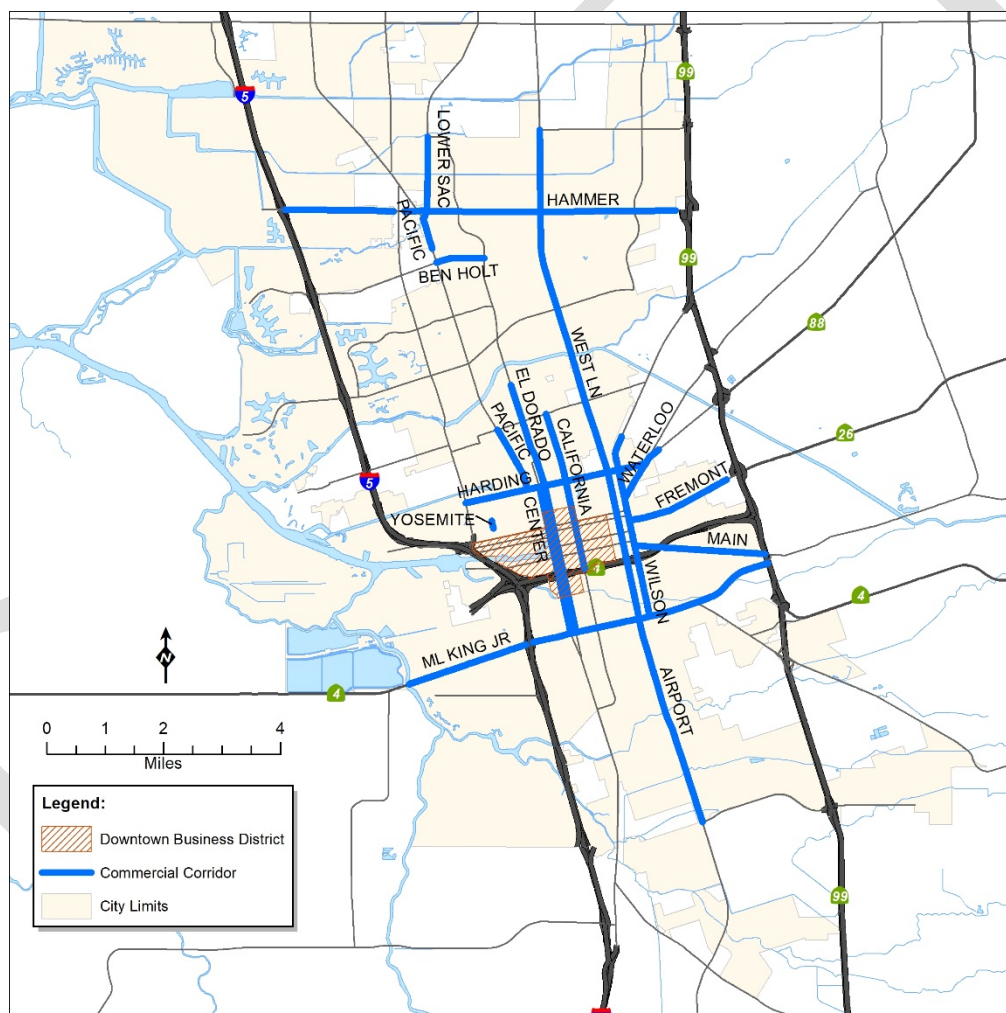 99
5
LOWER SAC
HAMMER
PACIFIC
99
BEN HOLT
88
WEST LN
EL DORADO
PACIFIC
CALIFORNIA
WATERLOO
26
HARDING
5
FREMONT
YOSEMITE
CENTER
MAIN
4
WILSON
4
ML KING JR
N
4
AIRPORT
0 2 4
Miles
Legend:
Downtown Business District
Commercial Corridor
City Limits
99